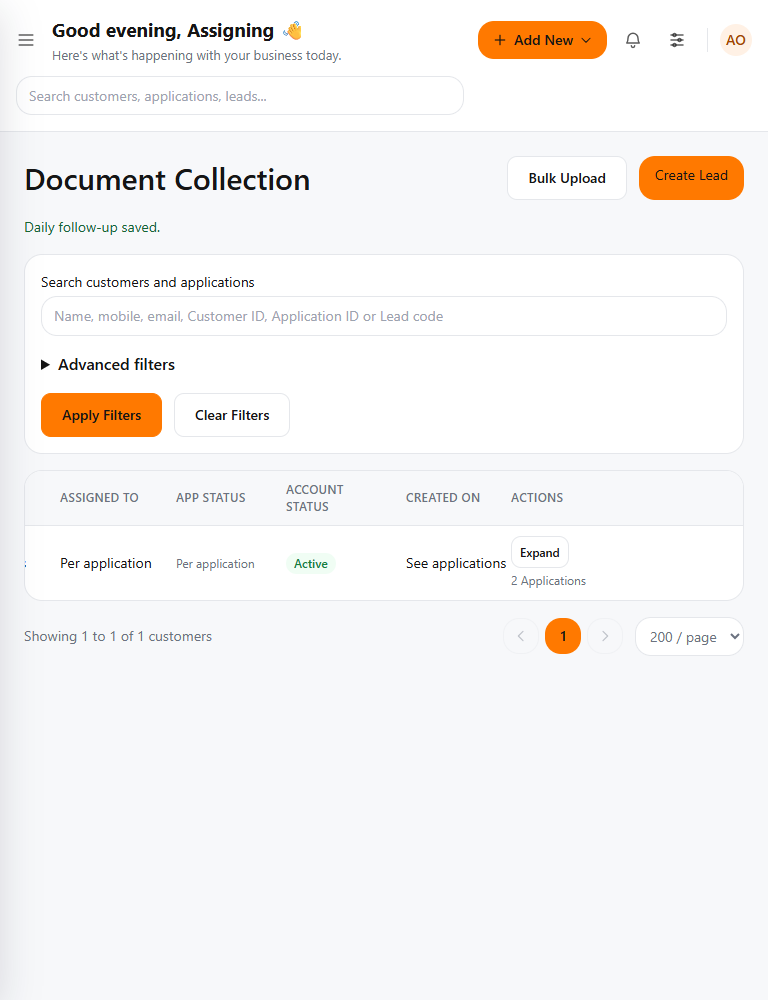 Good evening, Assigning 👋
Here's what's happening with your business today.
Add New
AO
Search customers, applications, leads...
Document Collection
Bulk Upload
Create Lead
Daily follow-up saved.
Search customers and applications
Name, mobile, email, Customer ID, Application ID or Lead code
Advanced filters
Apply Filters
Clear Filters
ASSIGNED TO
APP STATUS
ACCOUNT
STATUS
CREATED ON
ACTIONS
Per application
Per application
Active
See applications
Expand
2 Applications
Showing 1 to 1 of 1 customers
1
200 / page